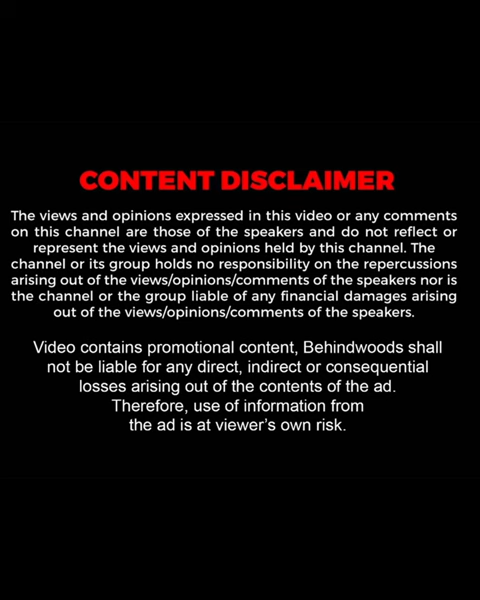 CONTENT DISCLAIMER
The views and opinions expressed in this video or any comments
on this channel are those of the speakers and do not reflect or
represent the views and opinions held by this channel. The
channel or its group holds no responsibility on the repercussions
arising out of the views/opinions/comments of the speakers nor is
the channel or the group liable of any financial damages arising
out of the views/opinions/comments of the speakers.
Video contains promotional content, Behindwoods shall
not be liable for any direct, indirect or consequential
losses arising out of the contents of the ad.
Therefore, use of information from
the ad is at viewer's own risk.